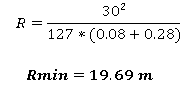 R = 30² / 127 * (0.08 + 0.28)
Rmin = 19.69 m